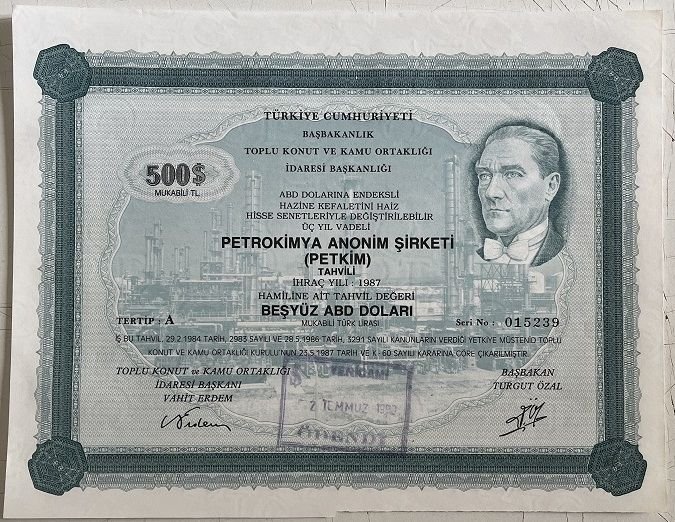 TÜRKİYE CUMHURİYETİ
BAŞBAKANLIK
TOPLU KONUT VE KAMU ORTAKLIĞI
İDARESİ BAŞKANLIĞI
500$
MUKABİLİ TL.
ABD DOLARINA ENDEKSLİ
HAZİNE KEFALETİNİ HAİZ
HİSSE SENETLERİYLE DEĞİŞTİRİLEBİLİR
ÜÇ YIL VADELİ
PETROKİMYA ANONİM ŞİRKETİ
(PETKİM)
TAHVİLİ
İHRAÇ YILI : 1987
HAMİLİNE AİT TAHVİL DEĞERİ
BEŞYÜZ ABD DOLARI
MUKABİLİ TÜRK LİRASI
TERTİP : A
Seri No : 015239
İŞ BU TAHVİL, 29.2.1984 TARİH, 2983 SAYILI VE 28.5.1986 TARİH, 3291 SAYILI KANUNLARIN VERDİĞİ YETKİYE MÜSTENİD TOPLU
KONUT VE KAMU ORTAKLIĞI KURULU'NUN 23.5.1987 TARİH VE K-60 SAYILI KARARINA GÖRE ÇIKARILMIŞTIR.
TOPLU KONUT VE KAMU ORTAKLIĞI
İDARESİ BAŞKANI
VAHİT ERDEM
BAŞBAKAN
TURGUT ÖZAL
2 TEMMUZ
ÖDENDİ